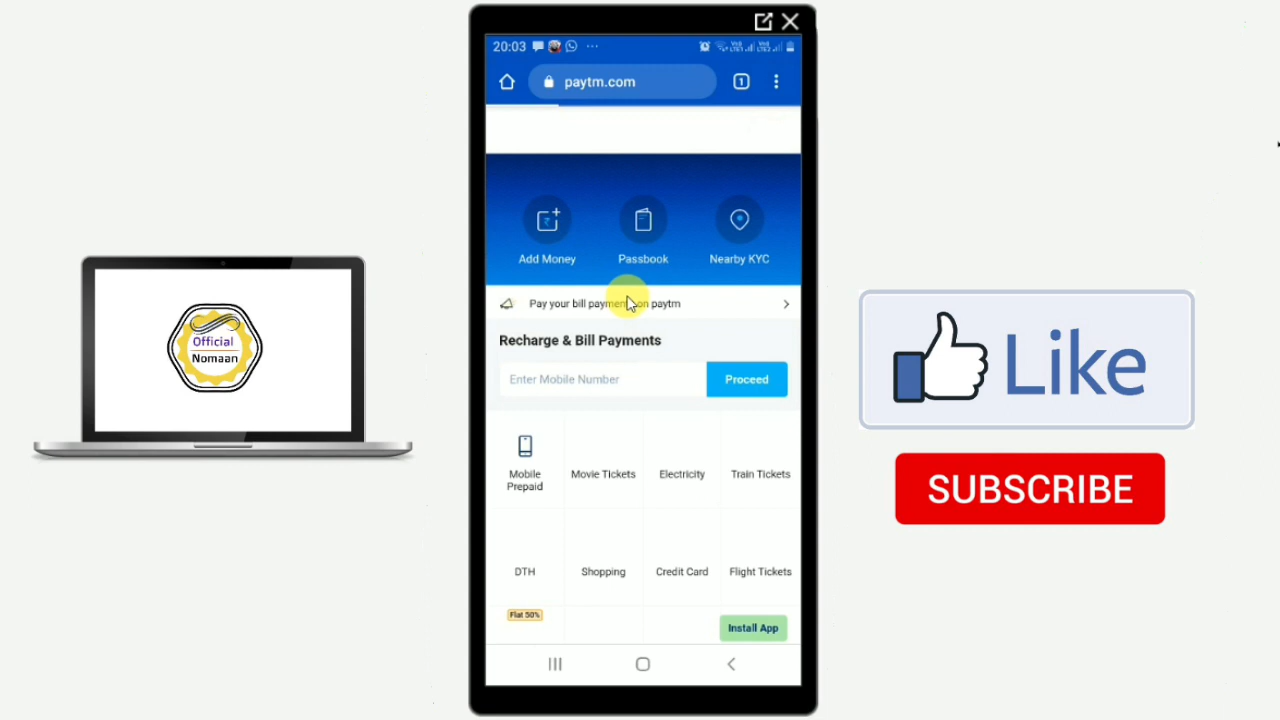 20:03
paytm.com
1
Add Money
Passbook
Nearby KYC
Pay your bill payments on paytm
Recharge & Bill Payments
Enter Mobile Number
Proceed
Mobile Prepaid
Movie Tickets
Electricity
Train Tickets
DTH
Shopping
Credit Card
Flight Tickets
Flat 50%
Install App
Official
Nomaan
Like
SUBSCRIBE